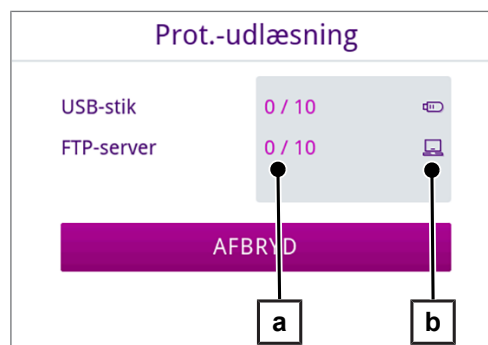 Prot.-udlæsning
USB-stik 0 / 10
FTP-server 0 / 10
AFBRYD
a b